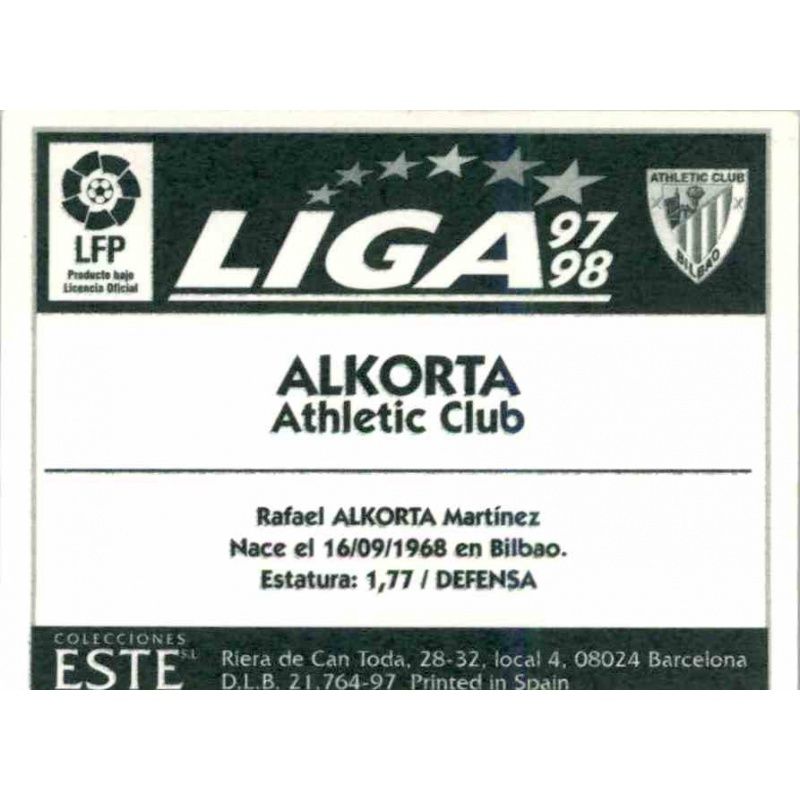 LFP
Producto bajo
Licencia Oficial
LIGA 97
98
ATHLETIC CLUB
BILBAO
ALKORTA
Athletic Club
Rafael ALKORTA Martínez
Nace el 16/09/1968 en Bilbao.
Estatura: 1,77 / DEFENSA
COLECCIONES
ESTE S.L
Riera de Can Toda, 28-32, local 4, 08024 Barcelona
D.L.B. 21.764-97 Printed in Spain